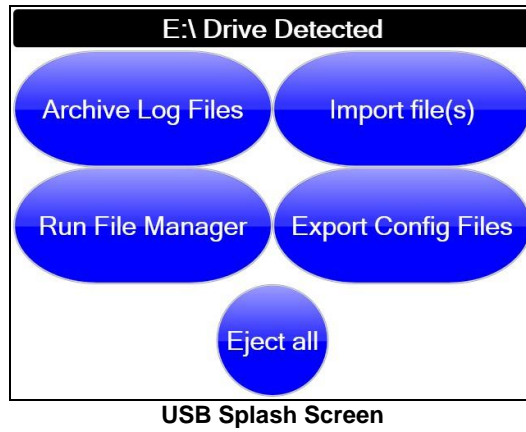 E:\ Drive Detected
Archive Log Files
Import file(s)
Run File Manager
Export Config Files
Eject all
USB Splash Screen